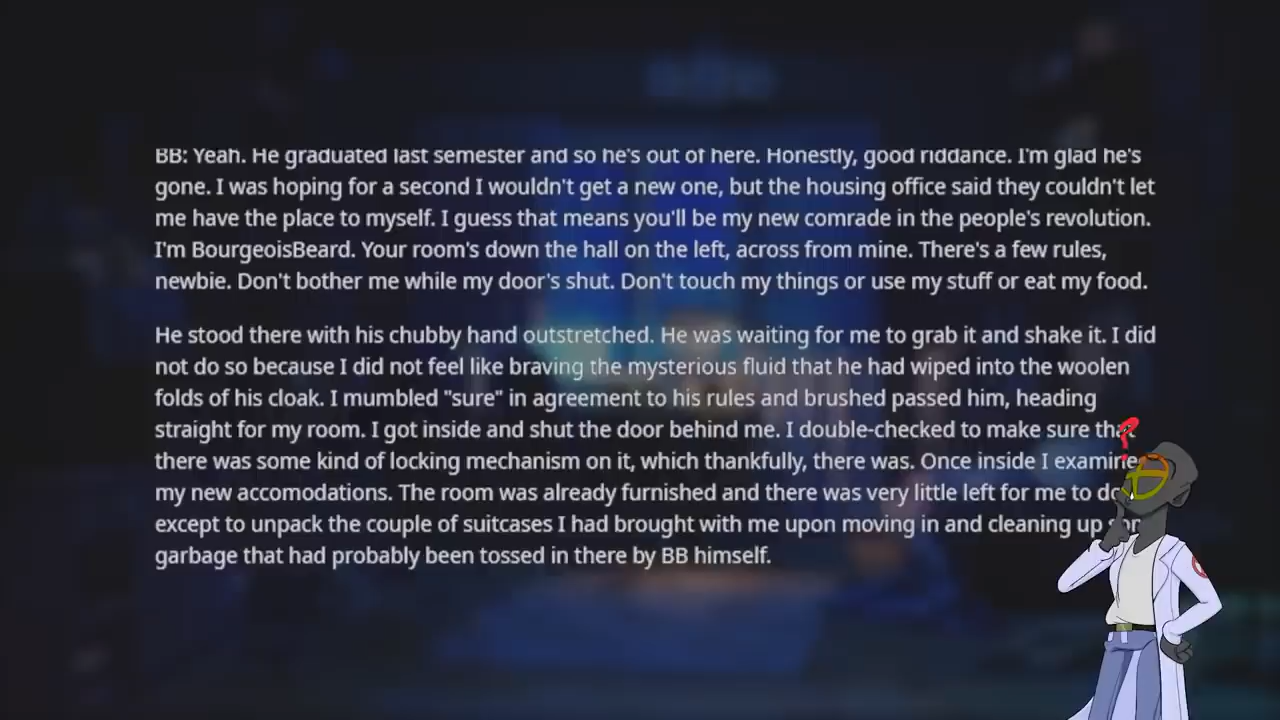 BB: Yeah. He graduated last semester and so he's out of here. Honestly, good riddance. I'm glad he's
gone. I was hoping for a second I wouldn't get a new one, but the housing office said they couldn't let
me have the place to myself. I guess that means you'll be my new comrade in the people's revolution.
I'm BourgeoisBeard. Your room's down the hall on the left, across from mine. There's a few rules,
newbie. Don't bother me while my door's shut. Don't touch my things or use my stuff or eat my food.
He stood there with his chubby hand outstretched. He was waiting for me to grab it and shake it. I did
not do so because I did not feel like braving the mysterious fluid that he had wiped into the woolen
folds of his cloak. I mumbled "sure" in agreement to his rules and brushed passed him, heading
straight for my room. I got inside and shut the door behind me. I double-checked to make sure that
there was some kind of locking mechanism on it, which thankfully, there was. Once inside I examine
my new accomodations. The room was already furnished and there was very little left for me to do
except to unpack the couple of suitcases I had brought with me upon moving in and cleaning up
garbage that had probably been tossed in there by BB himself.
?